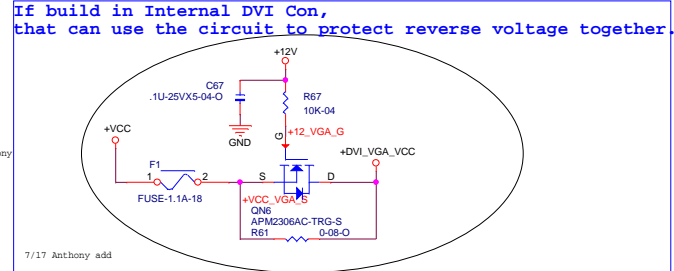 If build in Internal DVI Con,
that can use the circuit to protect reverse voltage together.
+12V
C67
.1U-25VX5-04-O
R67
10K-04
GND
G
+12_VGA_G
+VCC
+DVI_VGA_VCC
ony
F1
1
2
S
D
FUSE-1.1A-18
+VCC_VGA_S
QN6
APM2306AC-TRG-S
R61
0-08-O
7/17 Anthony add